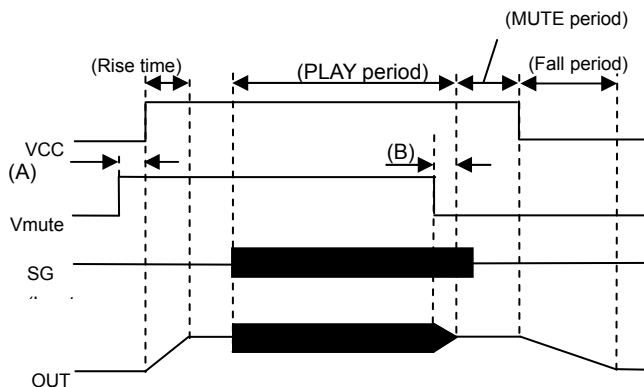 (MUTE period)
(Rise time)
(PLAY period)
(Fall period)
VCC
(A)
(B)
Vmute
SG
OUT